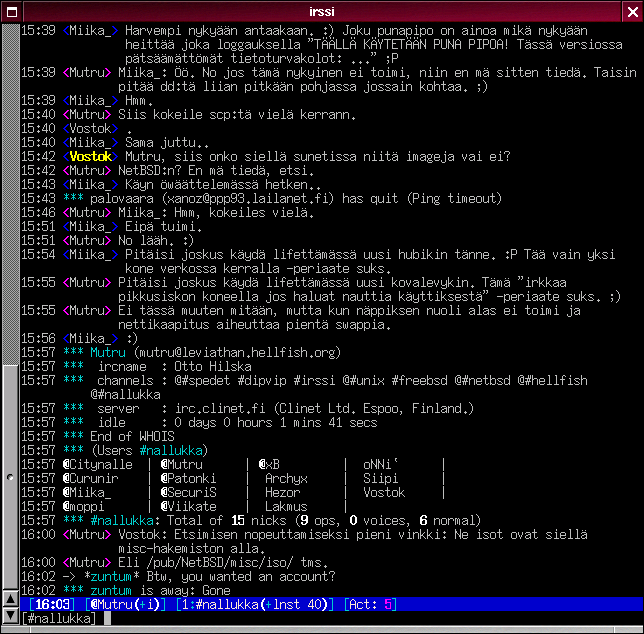 irssi
15:39 <Miika_> Harvempi nykyään antaakaan. :) Joku punapipo on ainoa mikä nykyään
heittää joka loggauksella "TÄÄLLÄ KÄYTETÄÄN PUNA PIPOA! Tässä versiossa
pätsäämättömät tietoturvakolot: ..." ;P
15:39 <Mutru> Miika_: Öö. No jos tämä nykyinen ei toimi, niin en mä sitten tiedä. Taisin
pitää dd:tä liian pitkään pohjassa jossain kohtaa. ;)
15:39 <Miika_> Hmm.
15:40 <Mutru> Siis kokeile scp:tä vielä kerrann.
15:40 <Vostok> .
15:40 <Miika_> Sama juttu..
15:42 <Vostok> Mutru, siis onko siellä sunetissa niitä imageja vai ei?
15:42 <Mutru> NetBSD:n? En mä tiedä, etsi.
15:43 <Miika_> Käyn öwäättelemässä hetken..
15:43 *** palovaara (xanoz@ppp93.lailanet.fi) has quit (Ping timeout)
15:46 <Mutru> Miika_: Hmm, kokeiles vielä.
15:51 <Miika_> Eipä tuimi.
15:51 <Mutru> No lääh. :)
15:54 <Miika_> Pitäisi joskus käydä lifettämässä uusi hubikin tänne. :P Tää vain yksi
kone verkossa kerralla -periaate suks.
15:55 <Mutru> Pitäisi joskus käydä lifettämässä uusi kovalevykin. Tämä "irkkaa
pikkusiskon koneella jos haluat nauttia käyttiksestä" -periaate suks. ;)
15:55 <Mutru> Ei tässä muuten mitään, mutta kun näppiksen nuoli alas ei toimi ja
nettikaapitus aiheuttaa pientä swappia.
15:56 <Miika_> :)
15:57 *** Mutru (mutru@leviathan.hellfish.org)
15:57 *** ircname : Otto Hilska
15:57 *** channels : @#spedet #dipvip #irssi @#unix #freebsd @#netbsd @#hellfish
@#nallukka
15:57 *** server : irc.clinet.fi (Clinet Ltd. Espoo, Finland.)
15:57 *** idle : 0 days 0 hours 1 mins 41 secs
15:57 *** End of WHOIS
15:57 *** (Users #nallukka)
15:57 @Citynalle | @Mutru | @xB | oNNi` |
15:57 @Curunir | @Patonki | Archyx | Siipi |
15:57 @Miika_ | @SecuriS | Hezor | Vostok |
15:57 @moppi | @Viikate | Lakmus |
15:57 *** #nallukka: Total of 15 nicks (9 ops, 0 voices, 6 normal)
16:00 <Mutru> Vostok: Etsimisen nopeuttamiseksi pieni vinkki: Ne isot ovat siellä
misc-hakemiston alla.
16:00 <Mutru> Eli /pub/NetBSD/misc/iso/ tms.
16:02 -> *zuntum* Btw, you wanted an account?
16:02 *** zuntum is away: Gone
[16:03] [@Mutru(+i)] [1:#nallukka(+lnst 40)] [Act: 5]
[#nallukka]